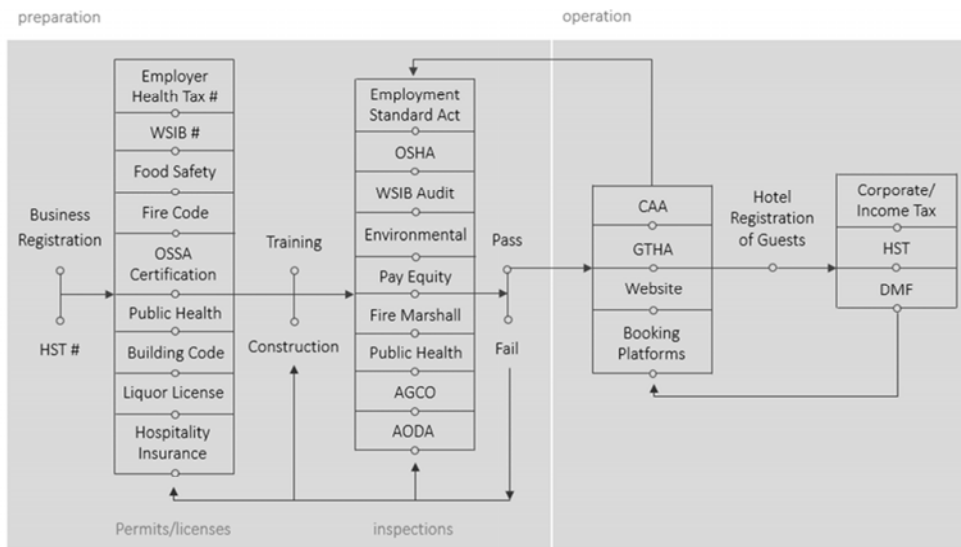 preparation
operation
Business
Registration
HST #
Employer
Health Tax #
WSIB #
Food Safety
Fire Code
OSSA
Certification
Public Health
Building Code
Liquor License
Hospitality
Insurance
Permits/licenses
Training
Construction
Employment
Standard Act
OSHA
WSIB Audit
Environmental
Pay Equity
Fire Marshall
Public Health
AGCO
AODA
inspections
Pass
Fail
CAA
GTHA
Website
Booking
Platforms
Hotel
Registration
of Guests
Corporate/
Income Tax
HST
DMF